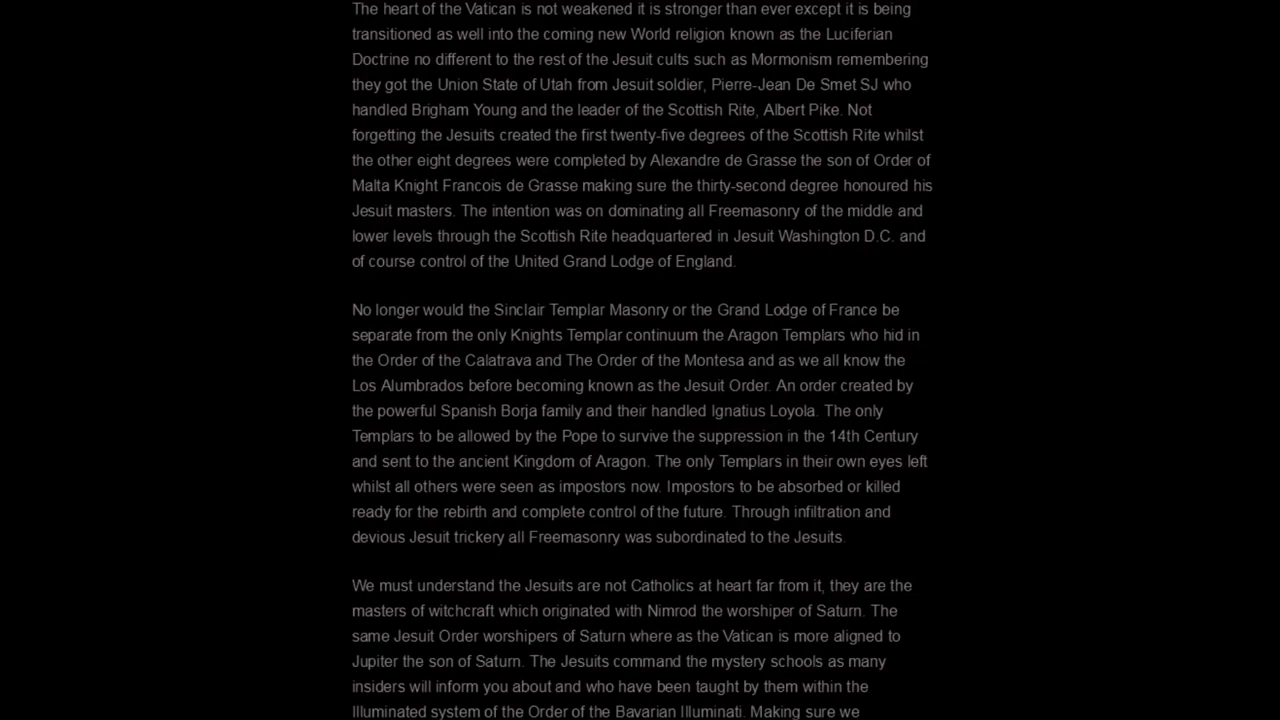 The heart of the Vatican is not weakened it is stronger than ever except it is being
transitioned as well into the coming new World religion known as the Luciferian
Doctrine no different to the rest of the Jesuit cults such as Mormonism remembering
they got the Union State of Utah from Jesuit soldier, Pierre-Jean De Smet SJ who
handled Brigham Young and the leader of the Scottish Rite, Albert Pike. Not
forgetting the Jesuits created the first twenty-five degrees of the Scottish Rite whilst
the other eight degrees were completed by Alexandre de Grasse the son of Order of
Malta Knight Francois de Grasse making sure the thirty-second degree honoured his
Jesuit masters. The intention was on dominating all Freemasonry of the middle and
lower levels through the Scottish Rite headquartered in Jesuit Washington D.C. and
of course control of the United Grand Lodge of England.
No longer would the Sinclair Templar Masonry or the Grand Lodge of France be
separate from the only Knights Templar continuum the Aragon Templars who hid in
the Order of the Calatrava and The Order of the Montesa and as we all know the
Los Alumbrados before becoming known as the Jesuit Order. An order created by
the powerful Spanish Borja family and their handled Ignatius Loyola. The only
Templars to be allowed by the Pope to survive the suppression in the 14th Century
and sent to the ancient Kingdom of Aragon. The only Templars in their own eyes left
whilst all others were seen as impostors now. Impostors to be absorbed or killed
ready for the rebirth and complete control of the future. Through infiltration and
devious Jesuit trickery all Freemasonry was subordinated to the Jesuits.
We must understand the Jesuits are not Catholics at heart far from it, they are the
masters of witchcraft which originated with Nimrod the worshiper of Saturn. The
same Jesuit Order worshipers of Saturn where as the Vatican is more aligned to
Jupiter the son of Saturn. The Jesuits command the mystery schools as many
insiders will inform you about and who have been taught by them within the
Illuminated system of the Order of the Bavarian Illuminati. Making sure we